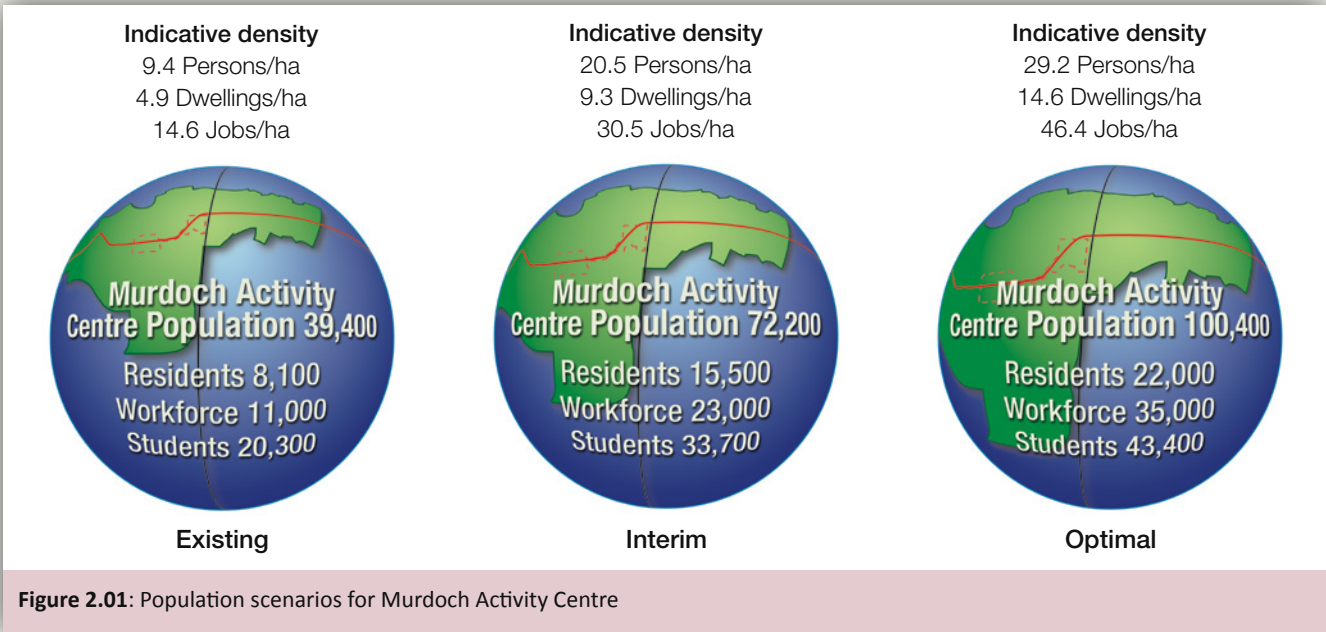 Indicative density
9.4 Persons/ha
4.9 Dwellings/ha
14.6 Jobs/ha
Murdoch Activity
Centre Population 39,400
Residents 8,100
Workforce 11,000
Students 20,300
Existing
Indicative density
20.5 Persons/ha
9.3 Dwellings/ha
30.5 Jobs/ha
Murdoch Activity
Centre Population 72,200
Residents 15,500
Workforce 23,000
Students 33,700
Interim
Indicative density
29.2 Persons/ha
14.6 Dwellings/ha
46.4 Jobs/ha
Murdoch Activity
Centre Population 100,400
Residents 22,000
Workforce 35,000
Students 43,400
Optimal
Figure 2.01: Population scenarios for Murdoch Activity Centre